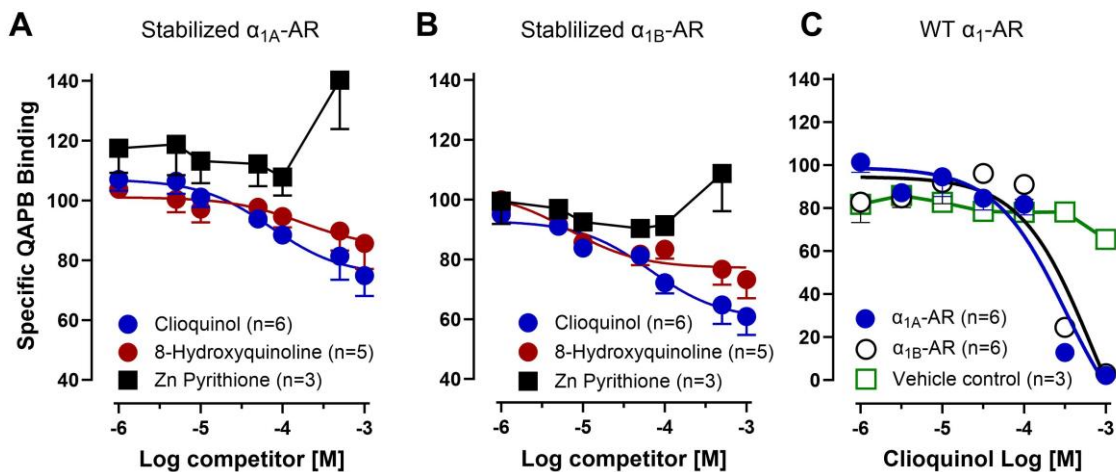 A
Stabilized α1A-AR
B
Stablilized α1B-AR
C
WT α1-AR
Specific QAPB Binding
140
120
100
80
60
40
Clioquinol (n=6)
8-Hydroxyquinoline (n=5)
Zn Pyrithione (n=3)
-6
-5
-4
-3
Log competitor [M]
140
120
100
80
60
40
Clioquinol (n=6)
8-Hydroxyquinoline (n=5)
Zn Pyrithione (n=3)
-6
-5
-4
-3
Log competitor [M]
140
120
100
80
60
40
20
0
α1A-AR (n=6)
α1B-AR (n=6)
Vehicle control (n=3)
-6
-5
-4
-3
Clioquinol Log [M]